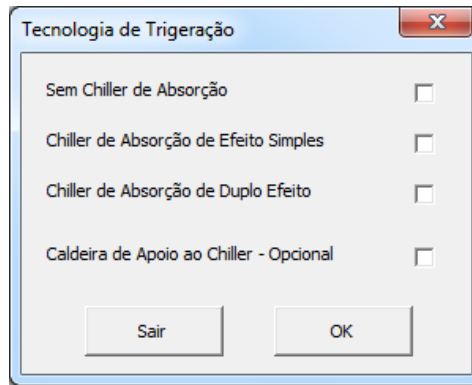 Tecnologia de Trigeração
Sem Chiller de Absorção
Chiller de Absorção de Efeito Simples
Chiller de Absorção de Duplo Efeito
Caldeira de Apoio ao Chiller - Opcional
Sair OK